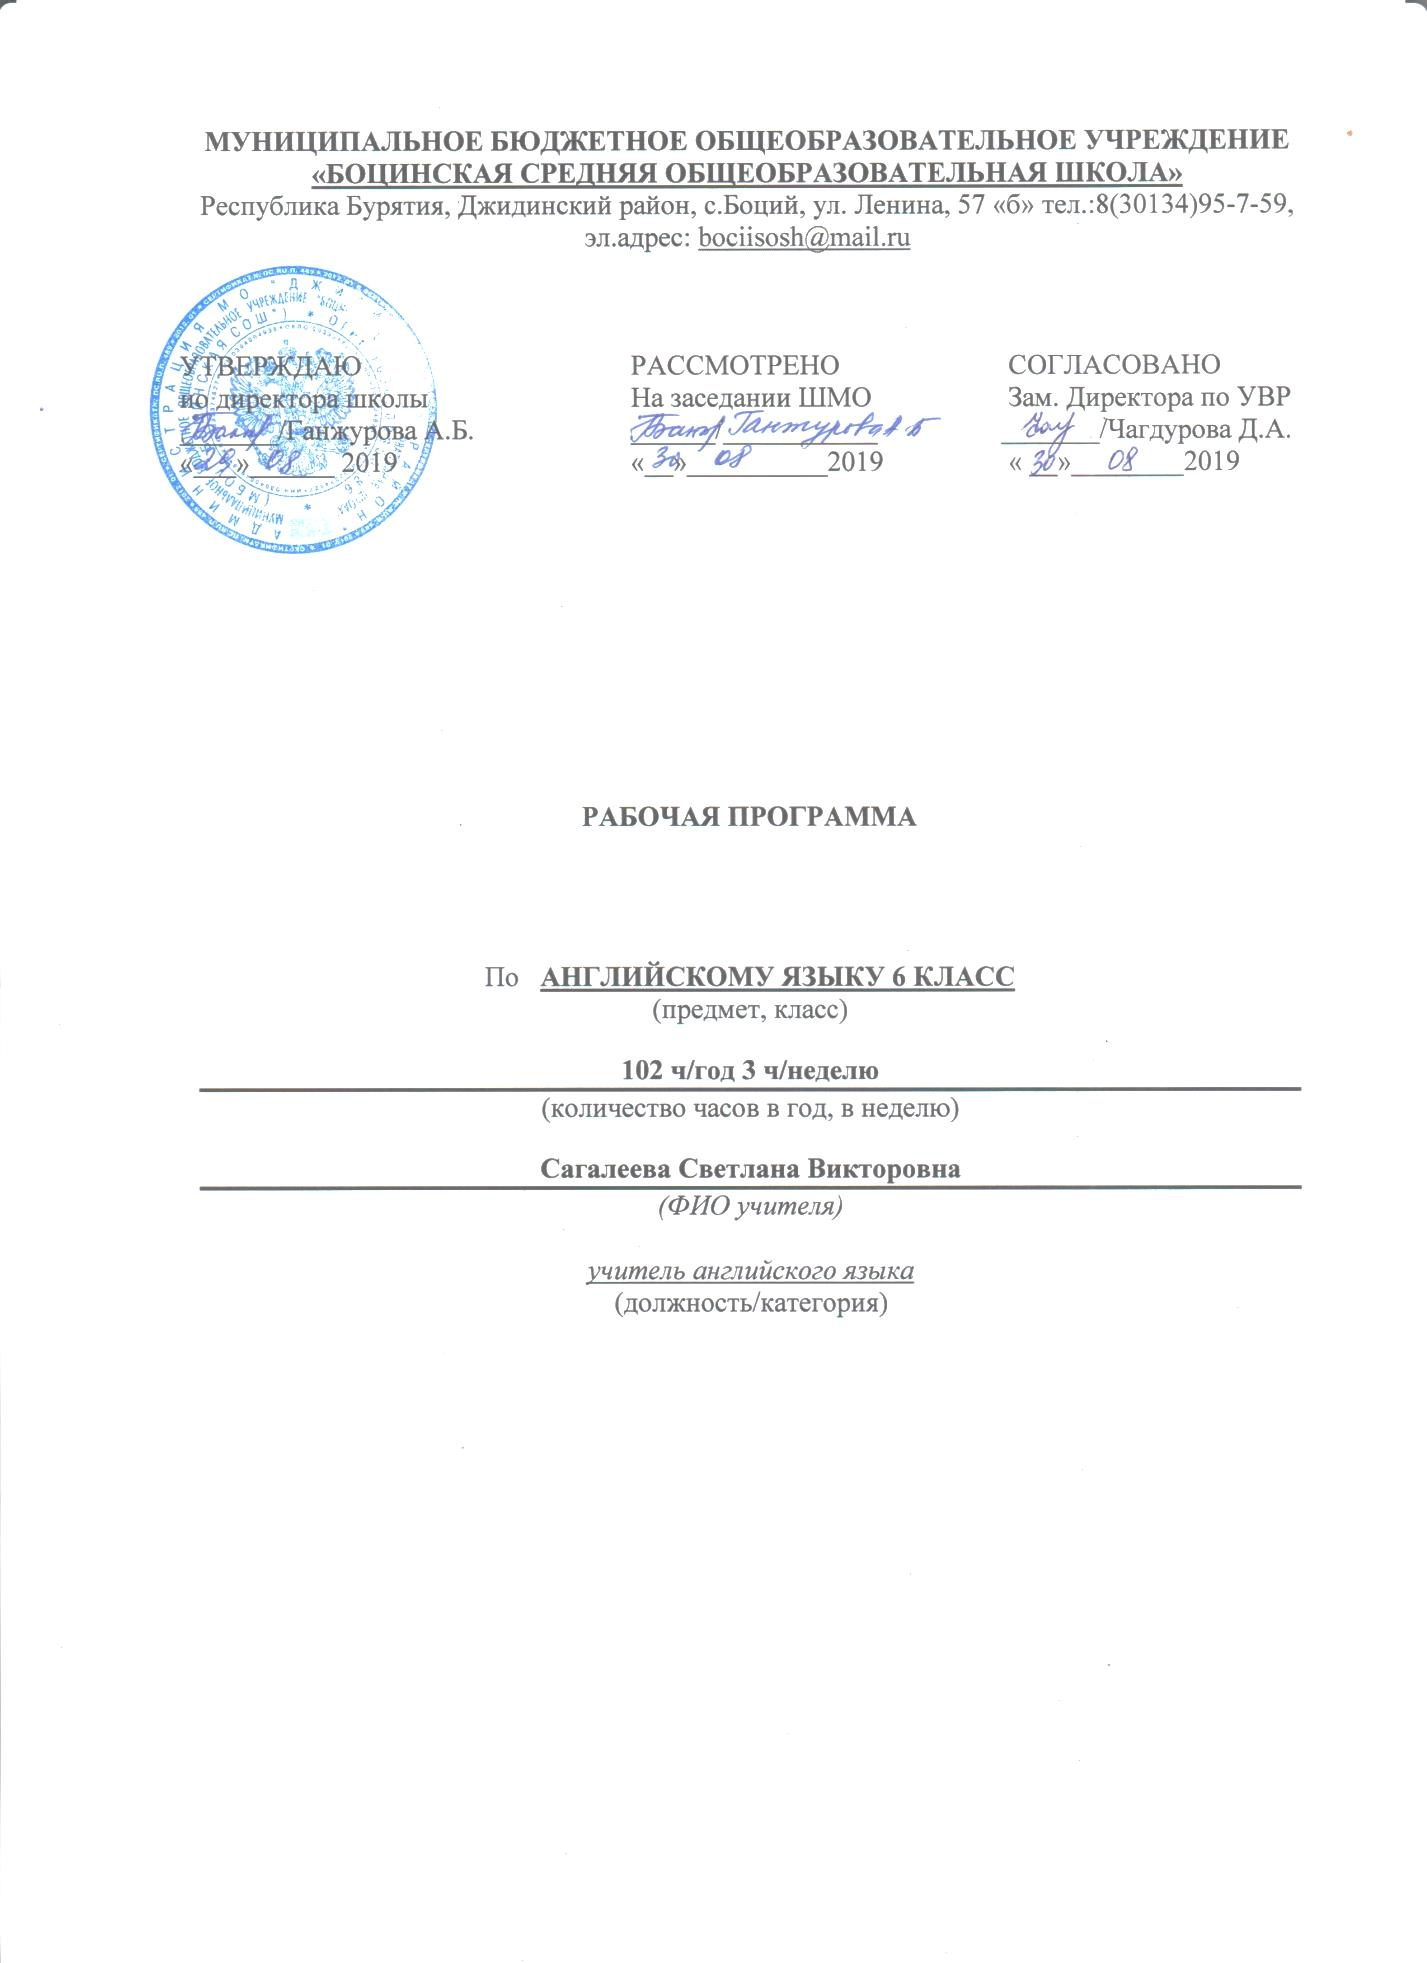 МУНИЦИПАЛЬНОЕ БЮДЖЕТНОЕ ОБЩЕОБРАЗОВАТЕЛЬНОЕ УЧРЕЖДЕНИЕ
«БОЦИНСКАЯ СРЕДНЯЯ ОБЩЕОБРАЗОВАТЕЛЬНАЯ ШКОЛА»
Республика Бурятия, Джидинский район, с.Боций, ул. Ленина, 57 «б» тел.:8(30134)95-7-59,
эл.адрес: bociisosh@mail.ru
УТВЕРЖДАЮ
ио директора школы
/Ганжурова А.Б.
« » 08 2019
РАССМОТРЕНО
На заседании ШМО
/ Ганжурова А Б
«30» 08 2019
СОГЛАСОВАНО
Зам. Директора по УВР
/Чагдурова Д.А.
«30» 08 2019
РАБОЧАЯ ПРОГРАММА
По АНГЛИЙСКОМУ ЯЗЫКУ 6 КЛАСС
(предмет, класс)
102 ч/год 3 ч/неделю
(количество часов в год, в неделю)
Сагалеева Светлана Викторовна
(ФИО учителя)
учитель английского языка
(должность/категория)